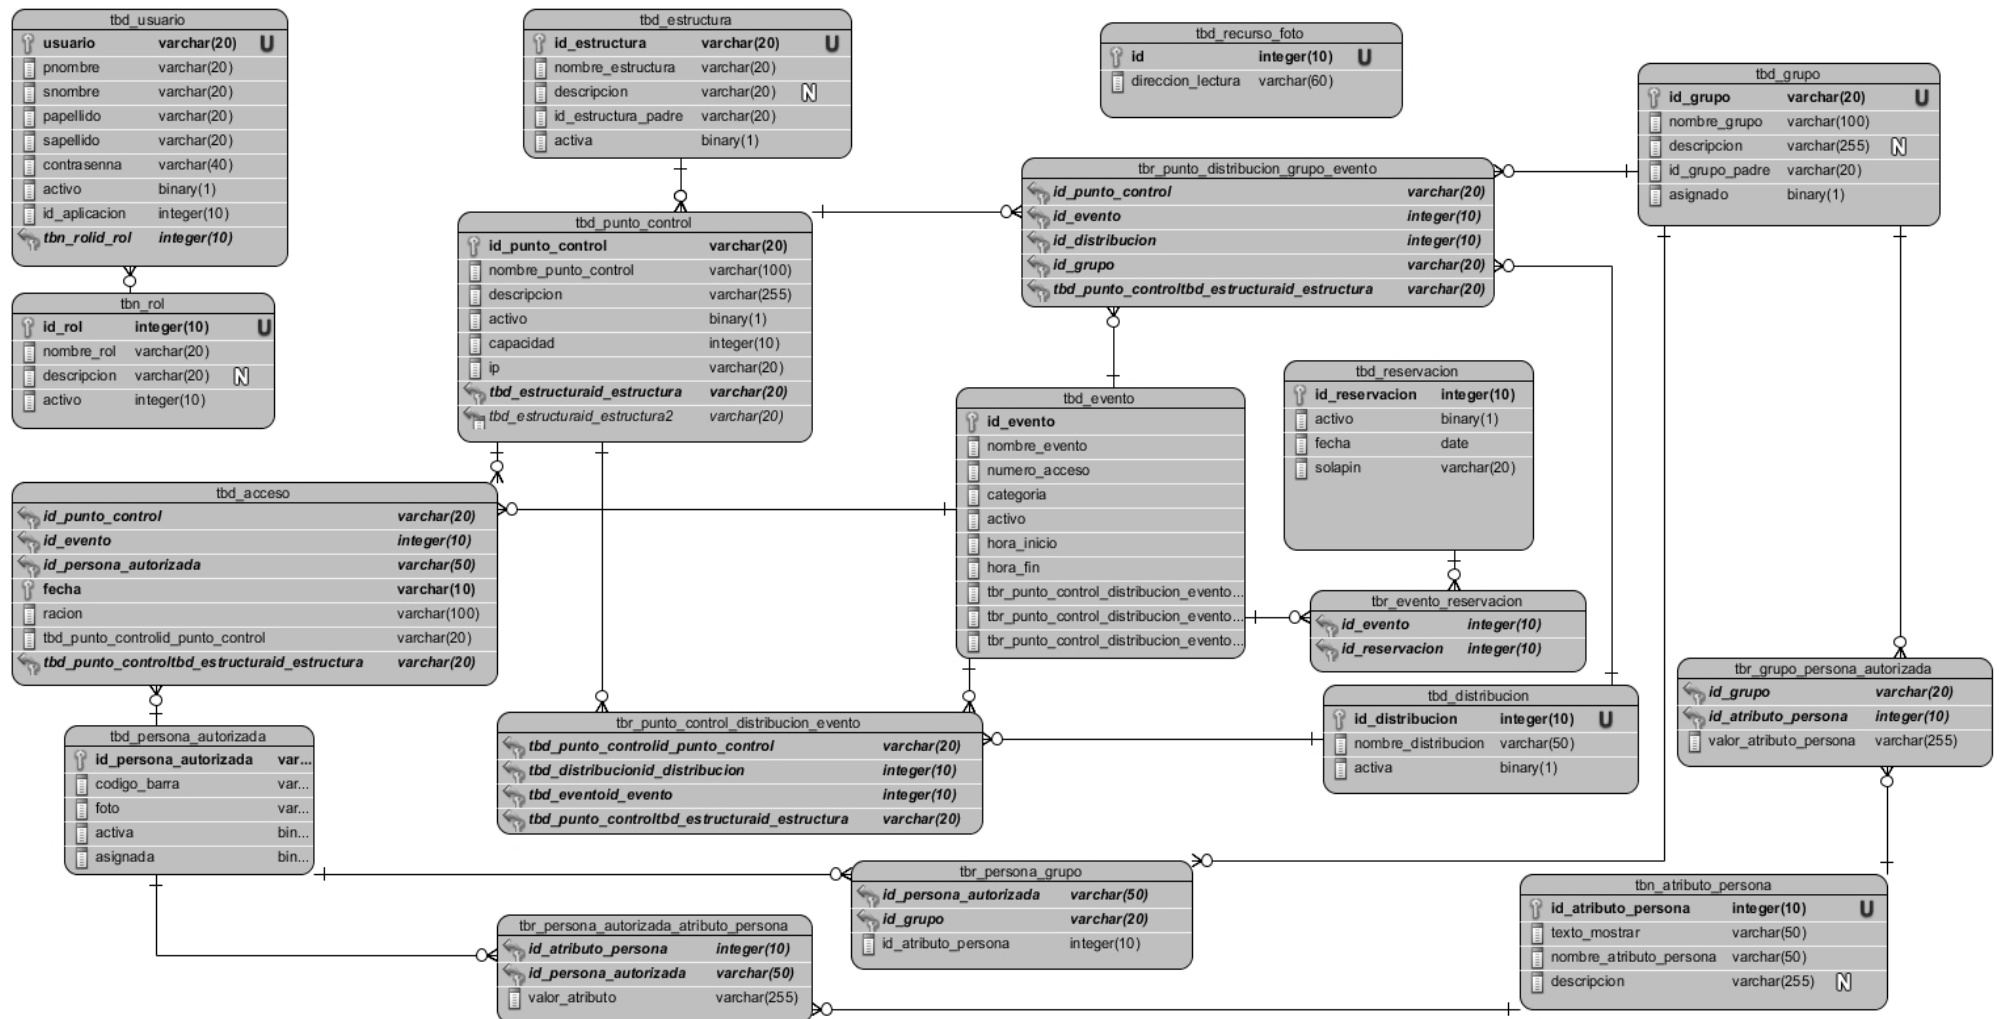 tbd_usuario
usuario varchar(20) U
pnombre varchar(20)
snombre varchar(20)
papellido varchar(20)
sapellido varchar(20)
contrasenna varchar(40)
activo binary(1)
id_aplicacion integer(10)
tbn_rolid_rol integer(10)
tbn_rol
id_rol integer(10) U
nombre_rol varchar(20)
descripcion varchar(20) N
activo integer(10)
tbd_estructura
id_estructura varchar(20) U
nombre_estructura varchar(20)
descripcion varchar(20) N
id_estructura_padre varchar(20)
activa binary(1)
tbd_punto_control
id_punto_control varchar(20)
nombre_punto_control varchar(100)
descripcion varchar(255)
activo binary(1)
capacidad integer(10)
ip varchar(20)
tbd_estructuraid_estructura varchar(20)
tbd_estructuraid_estructura2 varchar(20)
tbd_recurso_foto
id integer(10) U
direccion_lectura varchar(60)
tbd_grupo
id_grupo varchar(20) U
nombre_grupo varchar(100)
descripcion varchar(255) N
id_grupo_padre varchar(20)
asignado binary(1)
tbr_punto_distribucion_grupo_evento
id_punto_control varchar(20)
id_evento integer(10)
id_distribucion integer(10)
id_grupo varchar(20)
tbd_punto_controltbd_estructuraid_estructura varchar(20)
tbd_evento
id_evento
nombre_evento
numero_acceso
categoria
activo
hora_inicio
hora_fin
tbr_punto_control_distribucion_evento...
tbr_punto_control_distribucion_evento...
tbr_punto_control_distribucion_evento...
tbd_reservacion
id_reservacion integer(10)
activo binary(1)
fecha date
solapin varchar(20)
tbr_evento_reservacion
id_evento integer(10)
id_reservacion integer(10)
tbd_acceso
id_punto_control varchar(20)
id_evento integer(10)
id_persona_autorizada varchar(50)
fecha varchar(10)
racion varchar(100)
tbd_punto_controlid_punto_control varchar(20)
tbd_punto_controltbd_estructuraid_estructura varchar(20)
tbd_persona_autorizada
id_persona_autorizada var...
codigo_barra var...
foto var...
activa bin...
asignada bin...
tbr_punto_control_distribucion_evento
tbd_punto_controlid_punto_control varchar(20)
tbd_distribucionid_distribucion integer(10)
tbd_eventoid_evento integer(10)
tbd_punto_controltbd_estructuraid_estructura varchar(20)
tbd_distribucion
id_distribucion integer(10) U
nombre_distribucion varchar(50)
activa binary(1)
tbr_grupo_persona_autorizada
id_grupo varchar(20)
id_atributo_persona integer(10)
valor_atributo_persona varchar(255)
tbr_persona_grupo
id_persona_autorizada varchar(50)
id_grupo varchar(20)
id_atributo_persona integer(10)
tbr_persona_autorizada_atributo_persona
id_atributo_persona integer(10)
id_persona_autorizada varchar(50)
valor_atributo varchar(255)
tbn_atributo_persona
id_atributo_persona integer(10) U
texto_mostrar varchar(50)
nombre_atributo_persona varchar(50)
descripcion varchar(255) N